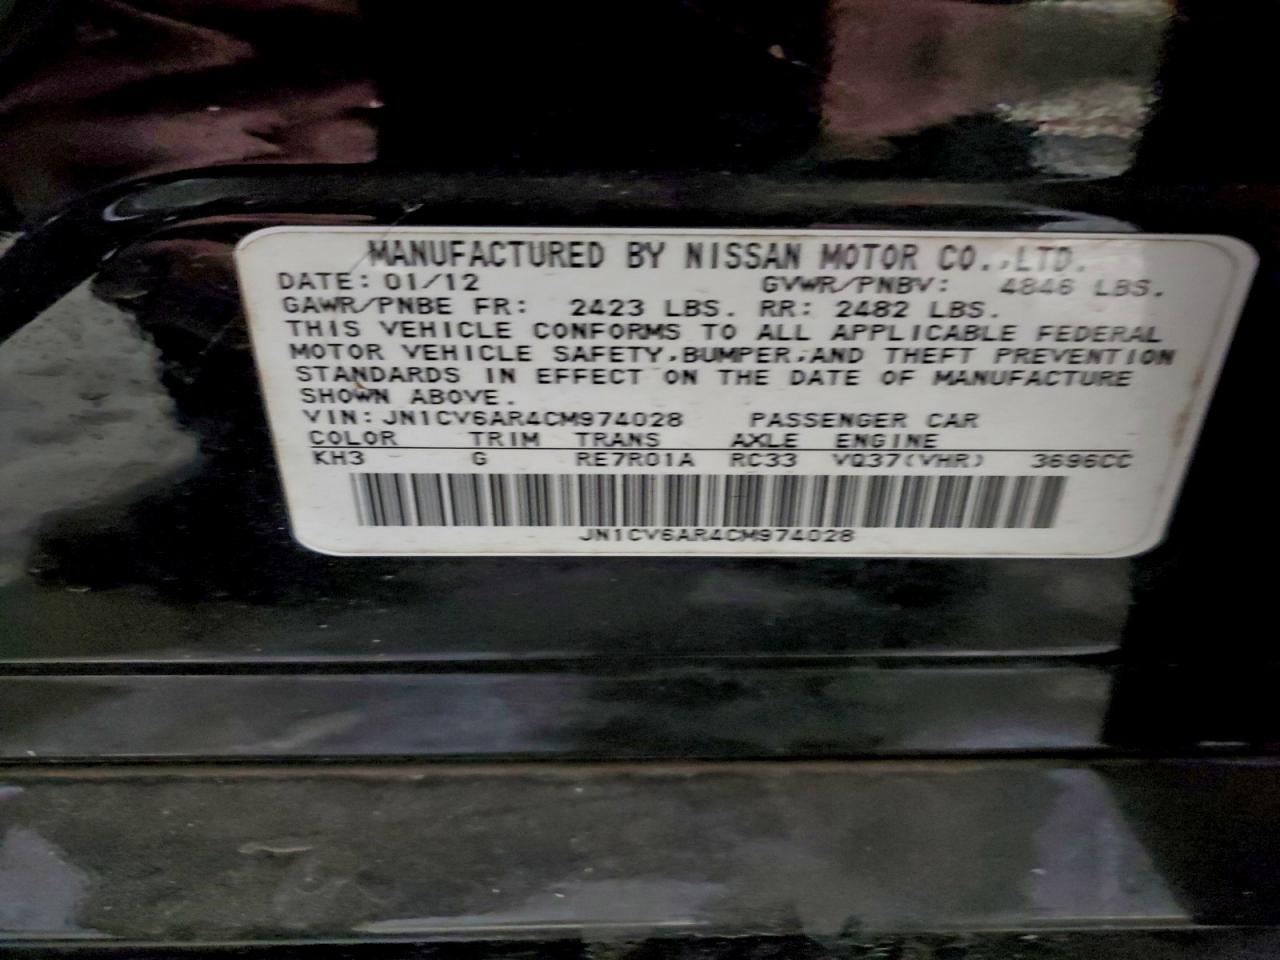 MANUFACTURED BY NISSAN MOTOR CO.,LTD.
DATE: 01/12 GVWR/PNBV: 4846 LBS.
GAWR/PNBE FR: 2423 LBS. RR: 2482 LBS.
THIS VEHICLE CONFORMS TO ALL APPLICABLE FEDERAL
MOTOR VEHICLE SAFETY,BUMPER,AND THEFT PREVENTION
STANDARDS IN EFFECT ON THE DATE OF MANUFACTURE
SHOWN ABOVE.
VIN: JN1CV6AR4CM974028 PASSENGER CAR
COLOR TRIM TRANS AXLE ENGINE
KH3 G RE7R01A RC33 VQ37(VHR) 3696CC
JN1CV6AR4CM974028